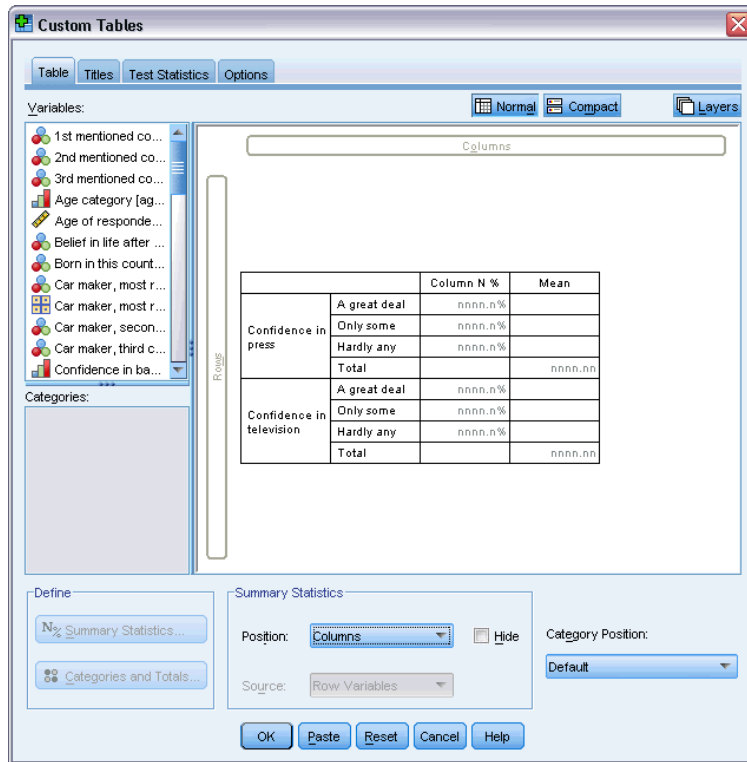 Custom Tables
Table Titles Test Statistics Options
Variables:
Normal Compact Layers
1st mentioned co...
2nd mentioned co...
3rd mentioned co...
Age category [ag...
Age of responde...
Belief in life after ...
Born in this count...
Car maker, most r...
Car maker, most r...
Car maker, secon...
Car maker, third c...
Confidence in ba...
Categories:
Columns
Rows
Column N % Mean
Confidence in press
A great deal nnnn.n%
Only some nnnn.n%
Hardly any nnnn.n%
Total nnnn.nn
Confidence in television
A great deal nnnn.n%
Only some nnnn.n%
Hardly any nnnn.n%
Total nnnn.nn
Define
N% Summary Statistics...
Categories and Totals...
Summary Statistics
Position: Columns Hide
Source: Row Variables
Category Position:
Default
OK Paste Reset Cancel Help